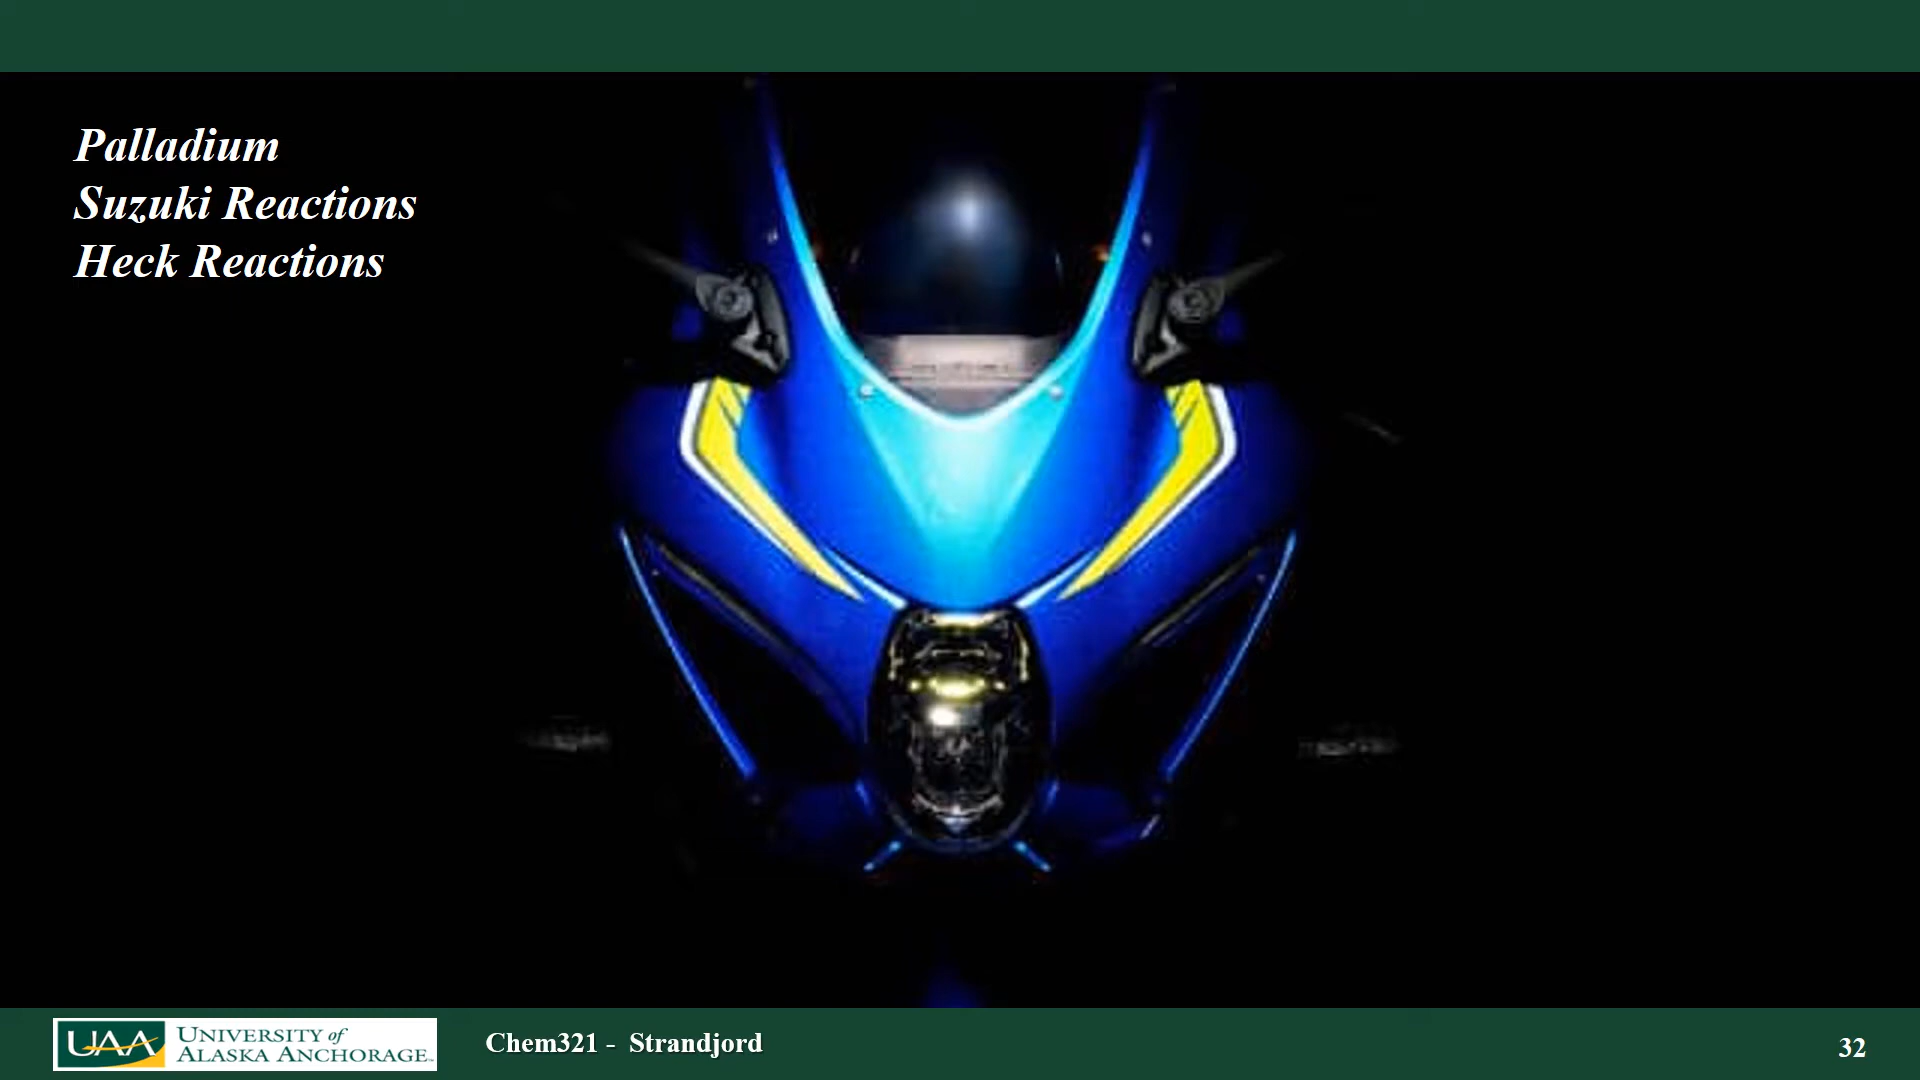 Palladium
Suzuki Reactions
Heck Reactions
UAA
UNIVERSITY of
ALASKA ANCHORAGE
Chem321 - Strandjord
32